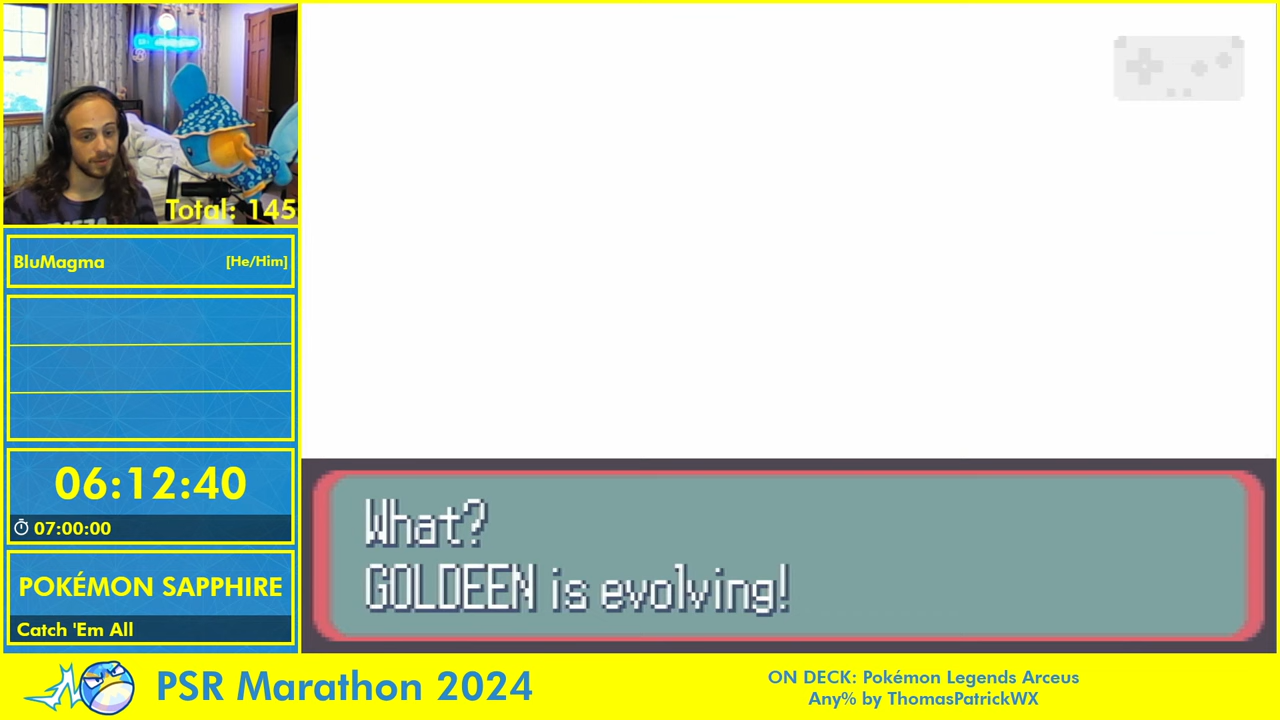 Total: 145
BluMagma [He/Him]
06:12:40
07:00:00
POKÉMON SAPPHIRE
Catch 'Em All
What?
GOLDEEN is evolving!
PSR Marathon 2024
ON DECK: Pokémon Legends Arceus
Any% by ThomasPatrickWX